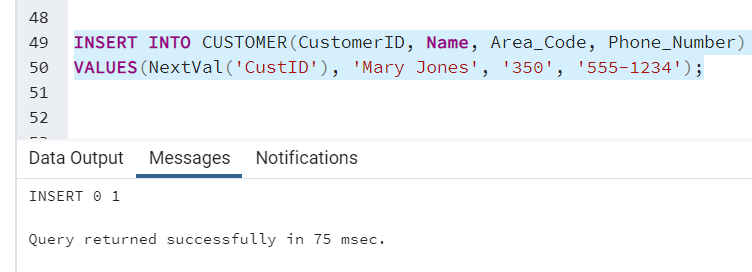 48
49 INSERT INTO CUSTOMER(CustomerID, Name, Area_Code, Phone_Number)
50 VALUES(NextVal('CustID'), 'Mary Jones', '350', '555-1234');
51
52
Data Output Messages Notifications
INSERT 0 1
Query returned successfully in 75 msec.